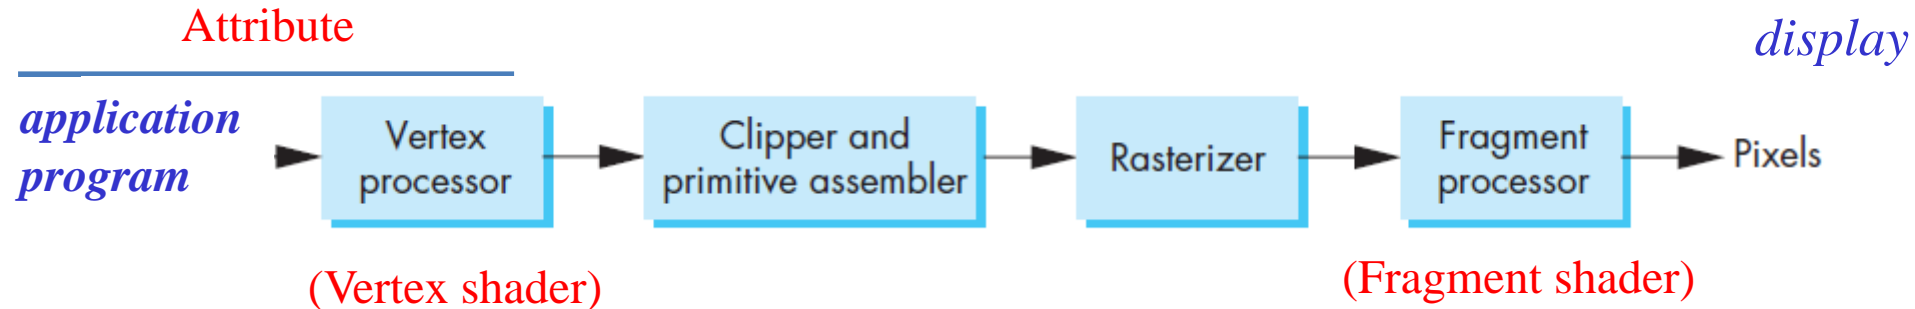 Attribute
display
application
program
Vertex
processor
Clipper and
primitive assembler
Rasterizer
Fragment
processor
Pixels
(Vertex shader)
(Fragment shader)